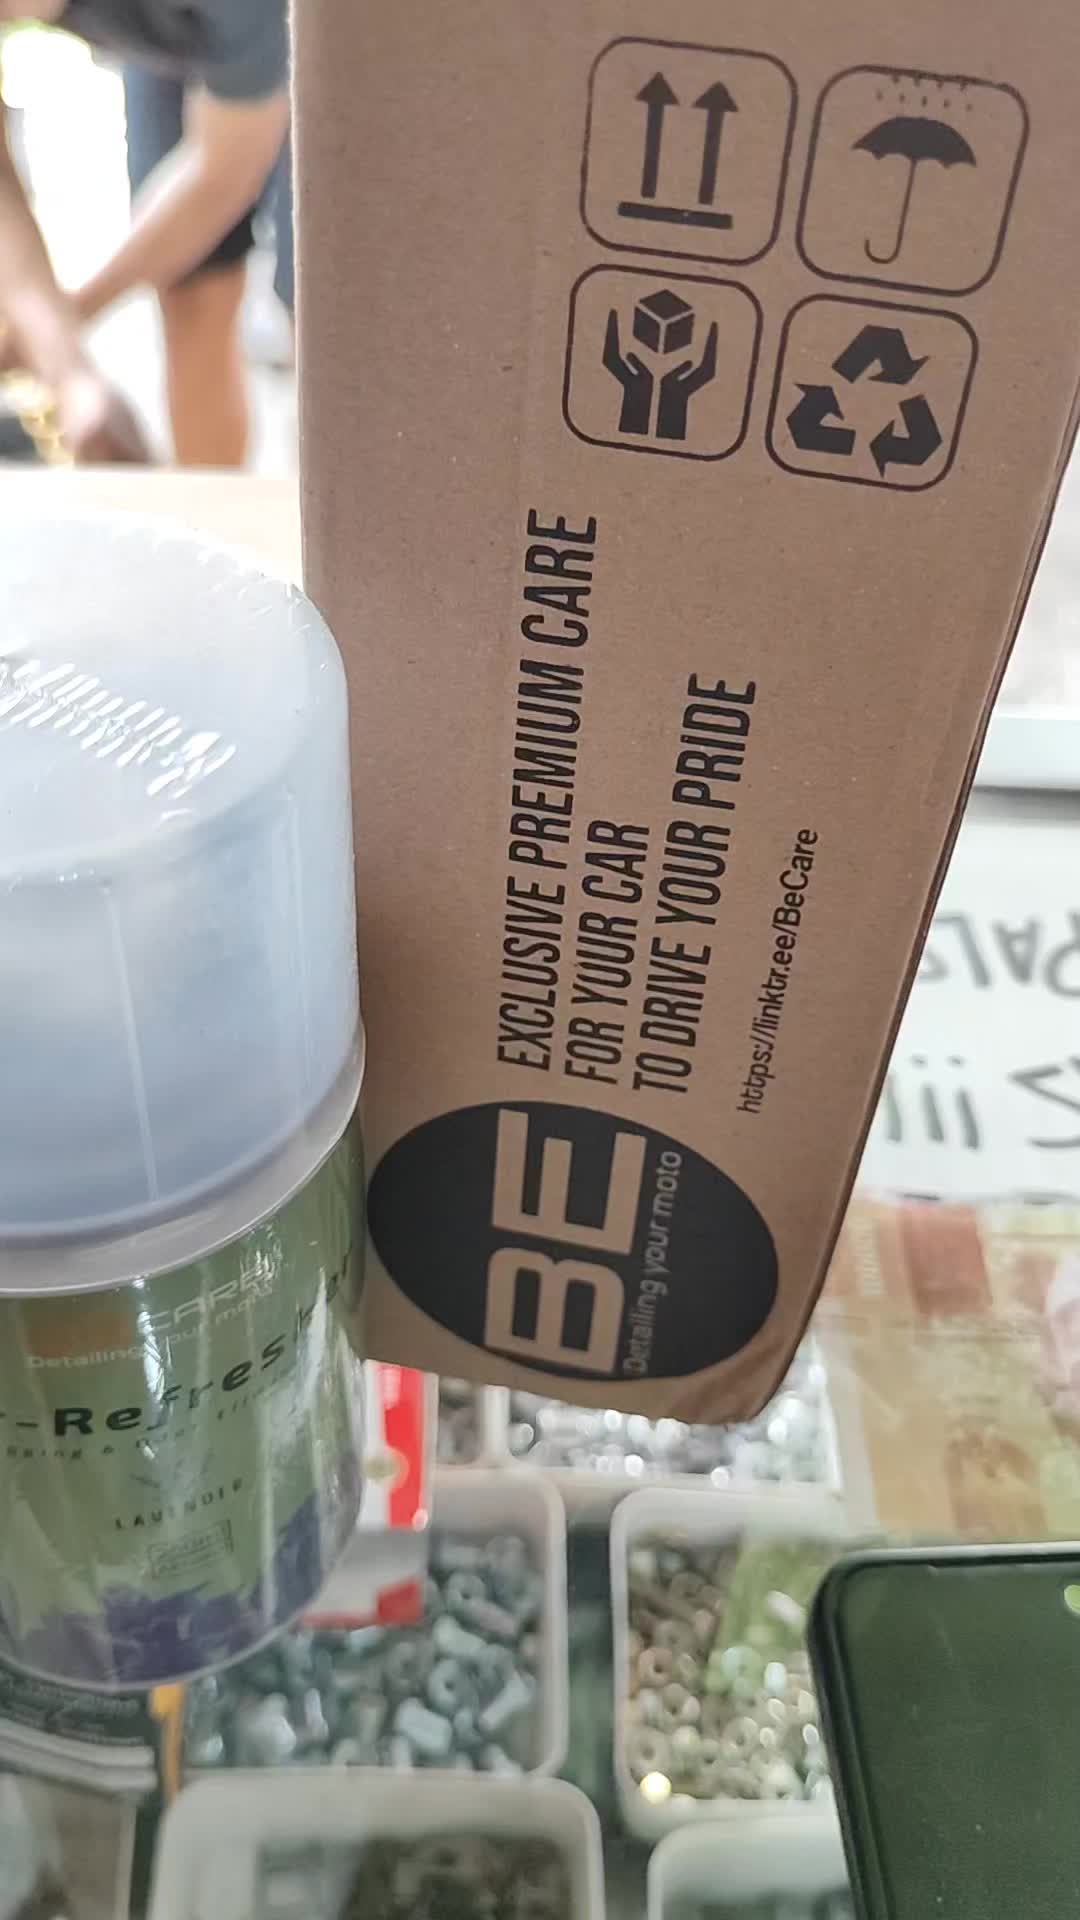 EXCLUSIVE PREMIUM CARE
FOR YOUR CAR
TO DRIVE YOUR PRIDE
https://linktr.ee/BeCare
BE
Detailing your moto
CARE
Detailing your moto
-Refresh
LAVENDER